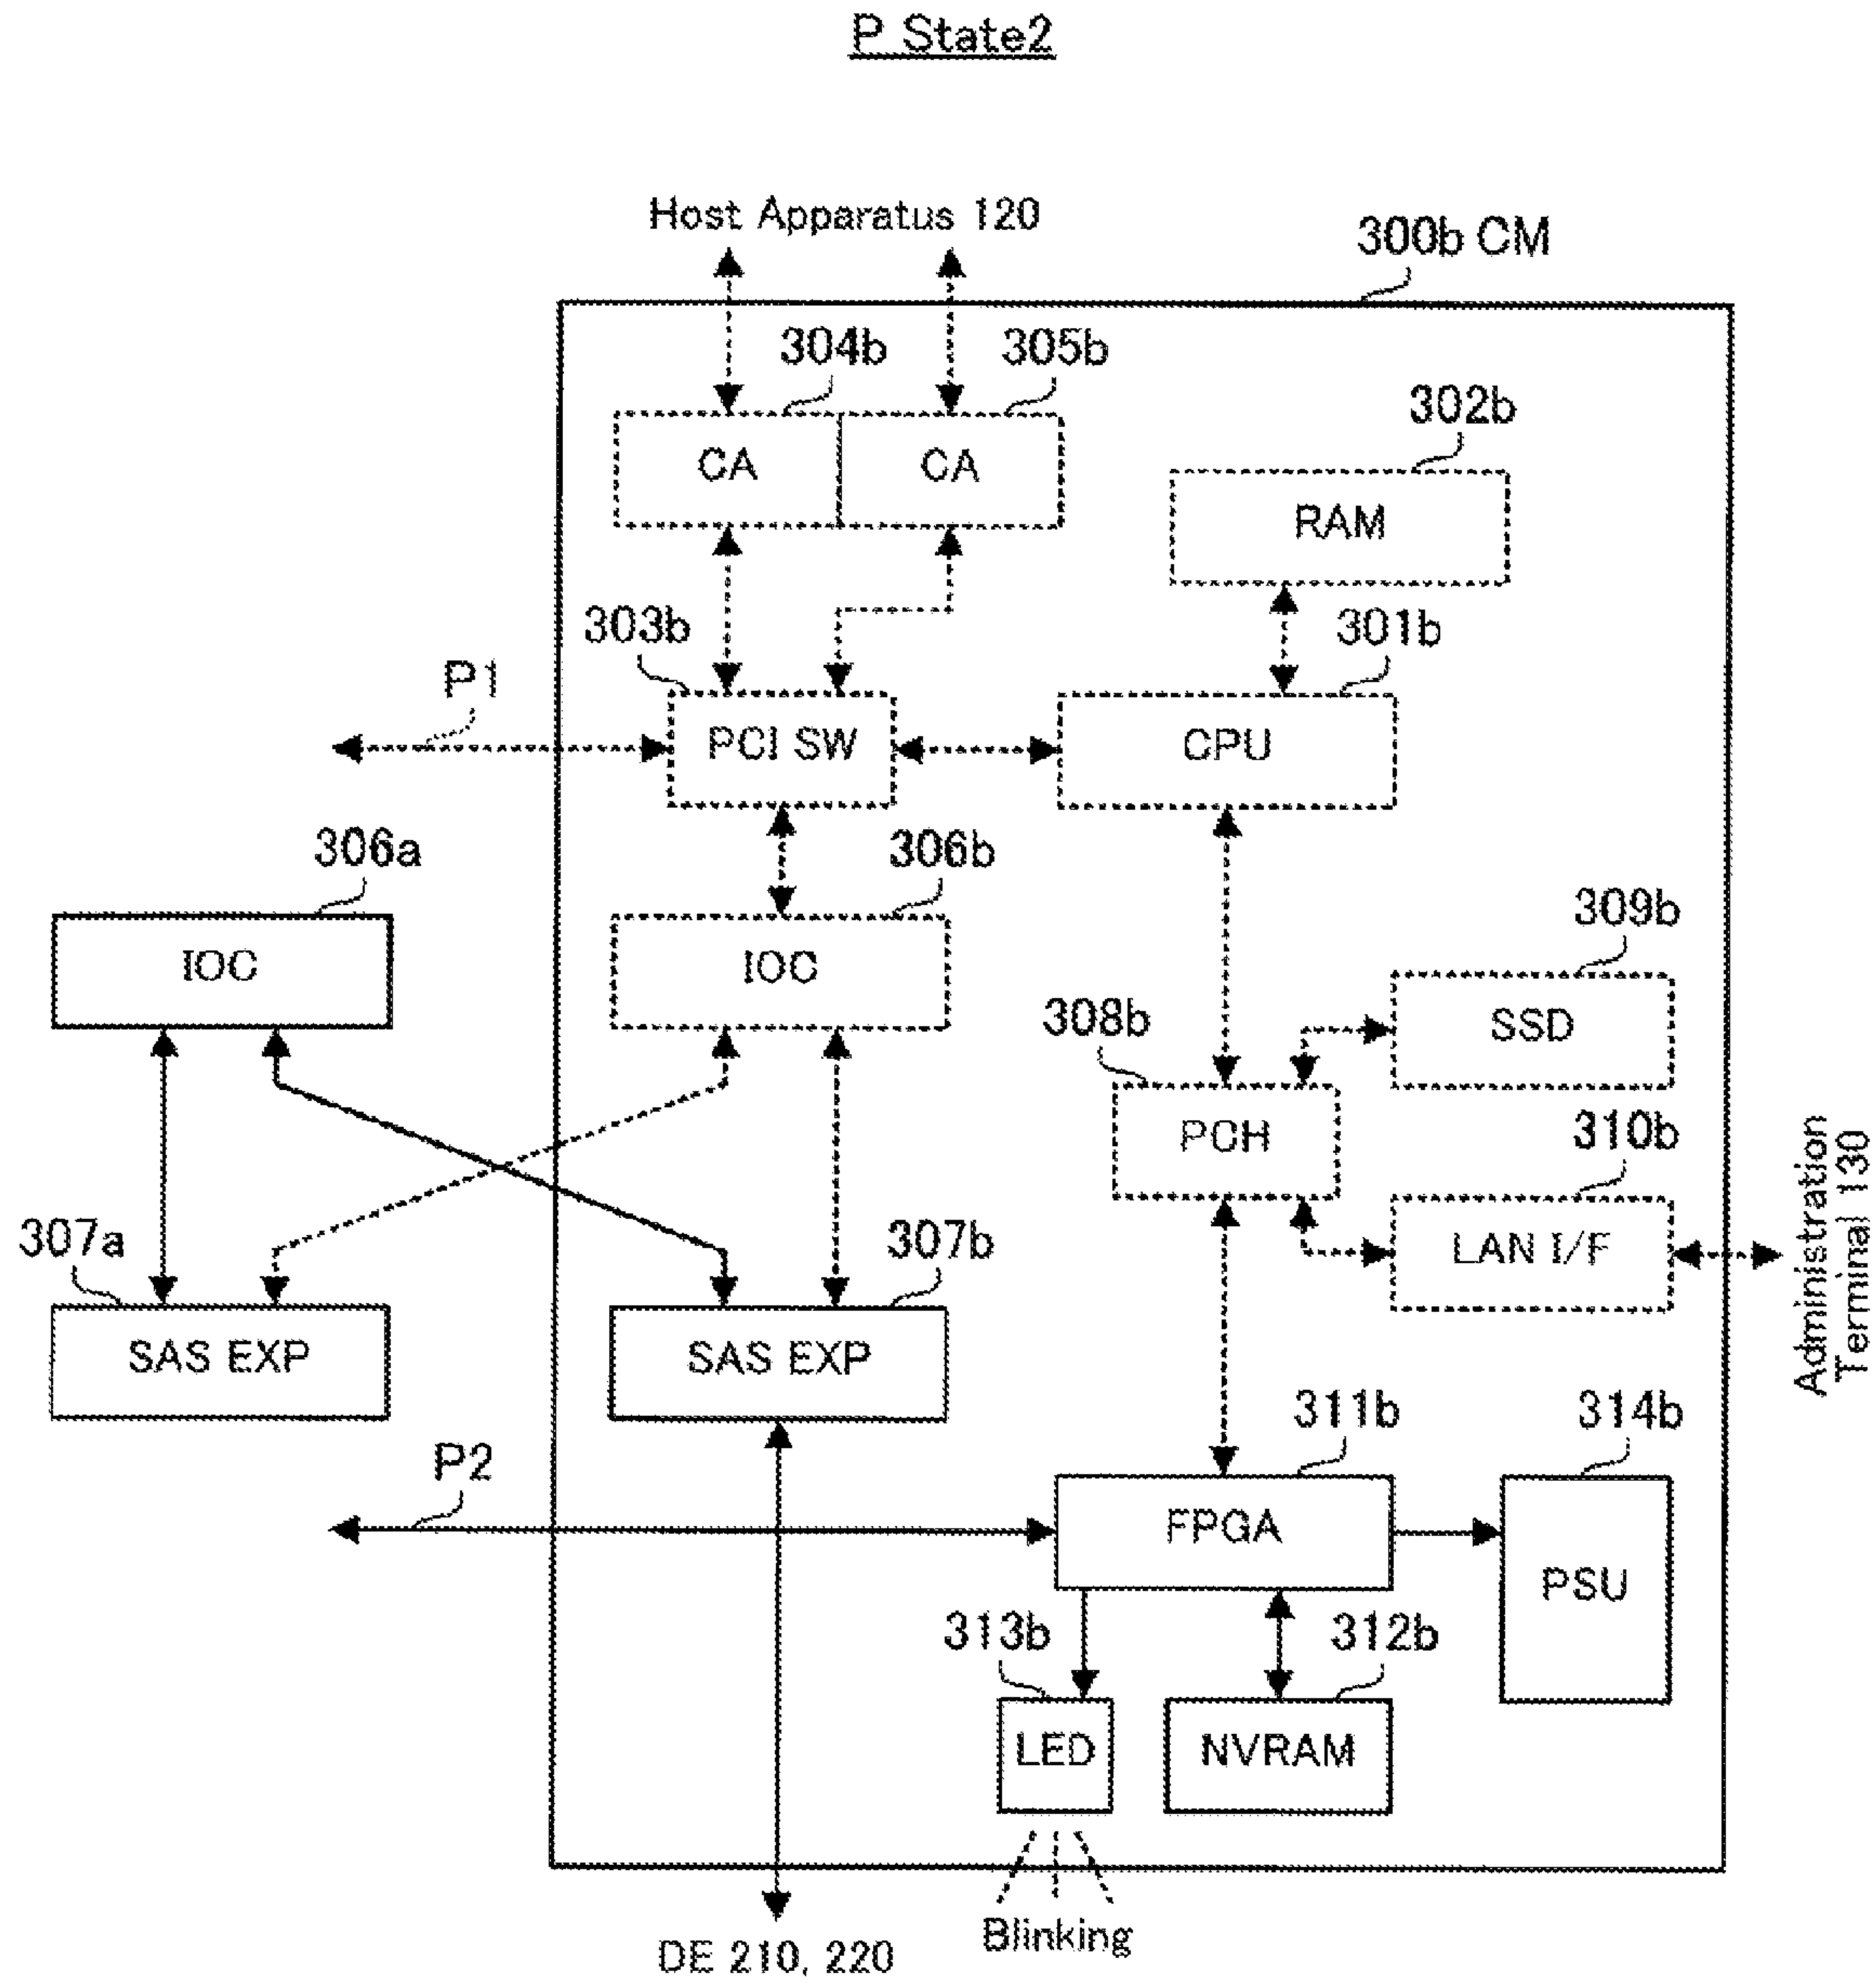 P State2
Host Apparatus 120
300b CM
304b
305b
302b
CA
CA
RAM
303b
301b
P1
PCI SW
CPU
306a
306b
309b
IOC
IOC
SSD
308b
PCH
310b
307a
307b
LAN I/F
Administration
Terminal 130
SAS EXP
SAS EXP
311b
314b
P2
FPGA
PSU
313b
312b
LED
NVRAM
Blinking
DE 210, 220